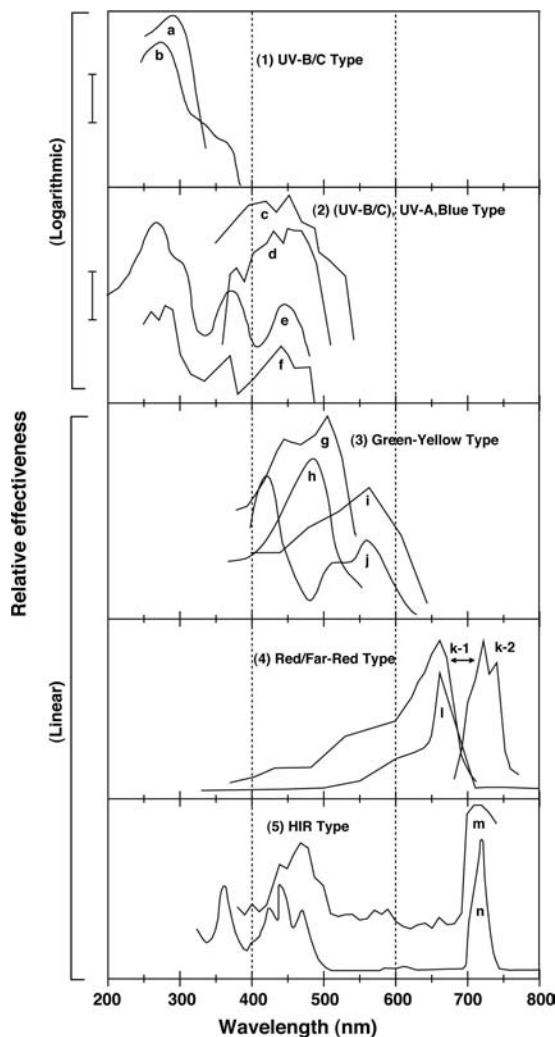 a
b
(1) UV-B/C Type
c
(2) (UV-B/C), UV-A,Blue Type
d
e
f
g
(3) Green-Yellow Type
h
i
j
k-1
k-2
(4) Red/Far-Red Type
l
(5) HIR Type
m
n
(Logarithmic)
Relative effectiveness
(Linear)
200 300 400 500 600 700 800
Wavelength (nm)